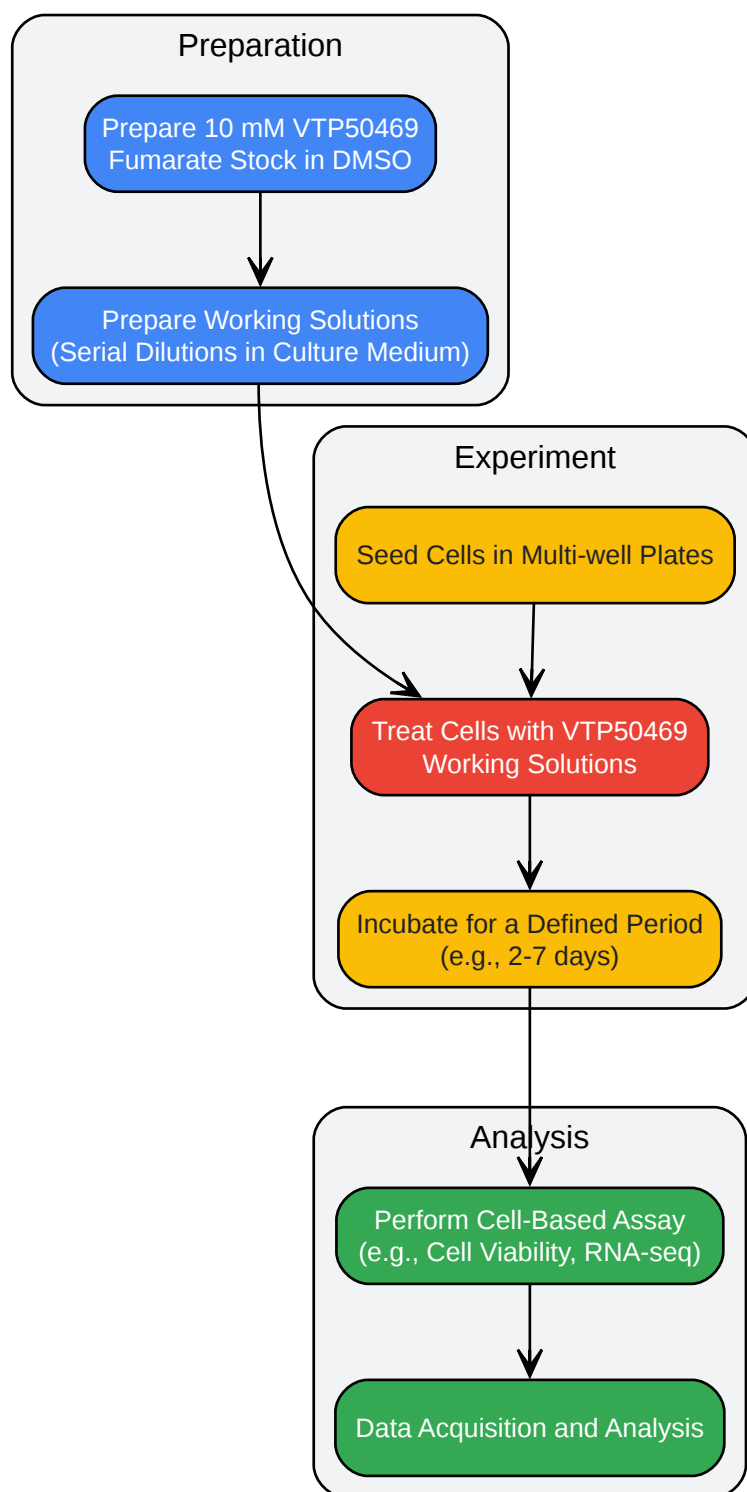 Preparation
Prepare 10 mM VTP50469
Fumarate Stock in DMSO
Prepare Working Solutions
(Serial Dilutions in Culture Medium)
Experiment
Seed Cells in Multi-well Plates
Treat Cells with VTP50469
Working Solutions
Incubate for a Defined Period
(e.g., 2-7 days)
Analysis
Perform Cell-Based Assay
(e.g., Cell Viability, RNA-seq)
Data Acquisition and Analysis